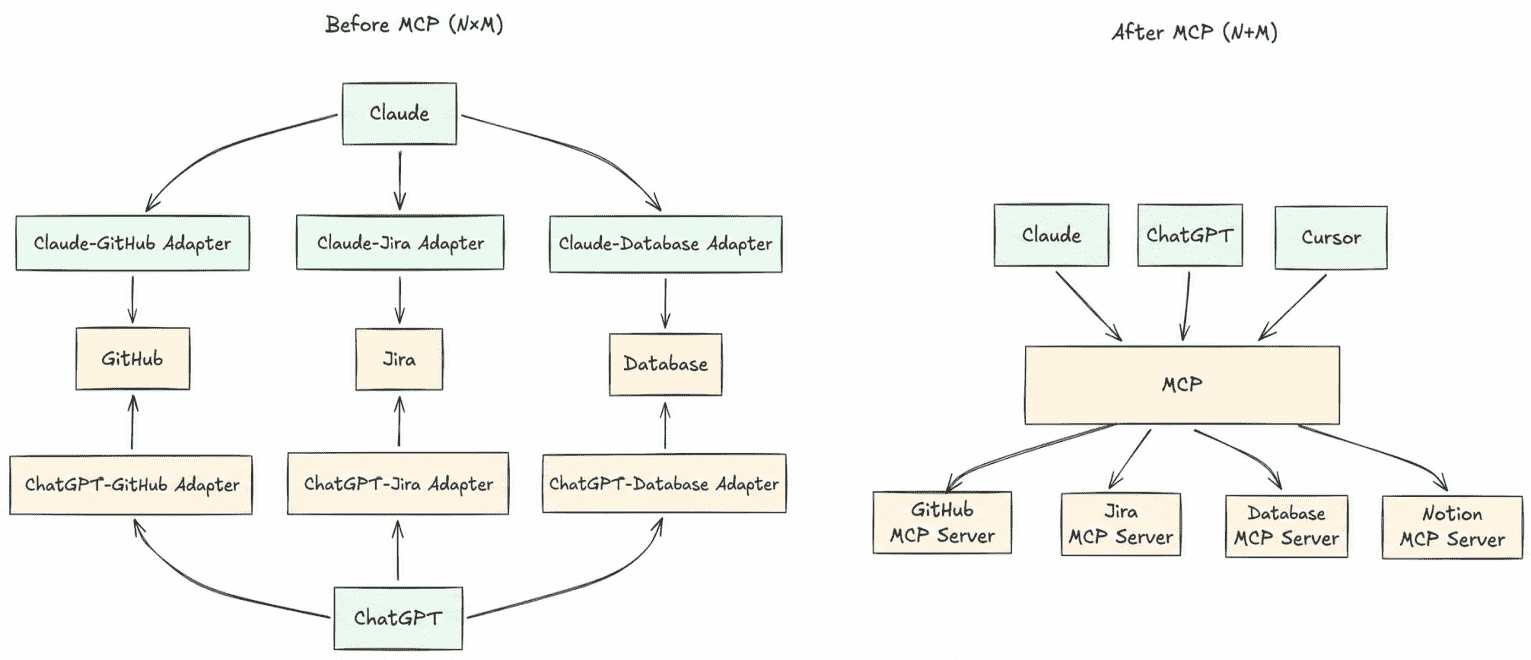 Before MCP (N×M)
Claude
Claude-GitHub Adapter
Claude-Jira Adapter
Claude-Database Adapter
GitHub
Jira
Database
ChatGPT-GitHub Adapter
ChatGPT-Jira Adapter
ChatGPT-Database Adapter
ChatGPT
After MCP (N+M)
Claude
ChatGPT
Cursor
MCP
GitHub
MCP Server
Jira
MCP Server
Database
MCP Server
Notion
MCP Server